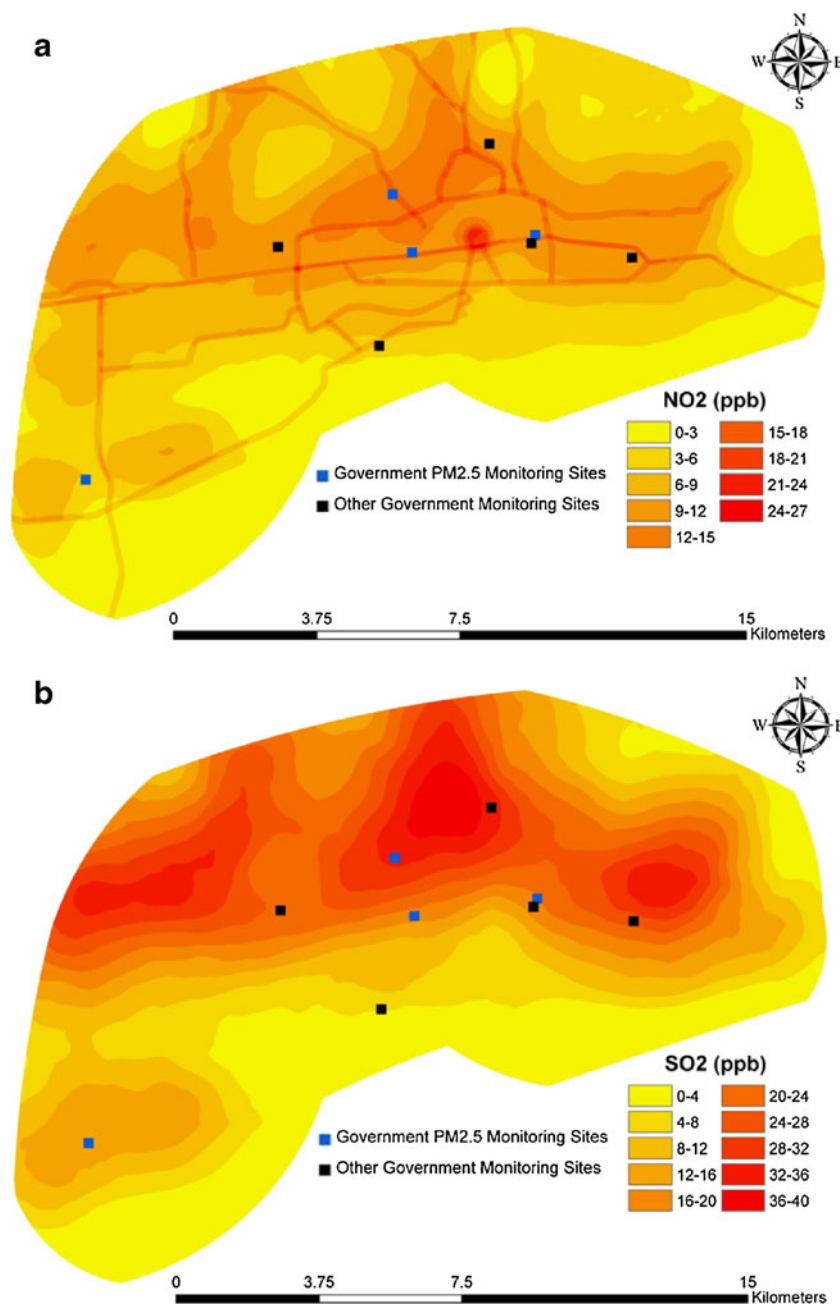 a
N
W E
S
NO2 (ppb)
0-3
3-6
6-9
9-12
12-15
15-18
18-21
21-24
24-27
Government PM2.5 Monitoring Sites
Other Government Monitoring Sites
0 3.75 7.5 15
Kilometers
b
N
W E
S
SO2 (ppb)
0-4
4-8
8-12
12-16
16-20
20-24
24-28
28-32
32-36
36-40
Government PM2.5 Monitoring Sites
Other Government Monitoring Sites
0 3.75 7.5 15
Kilometers